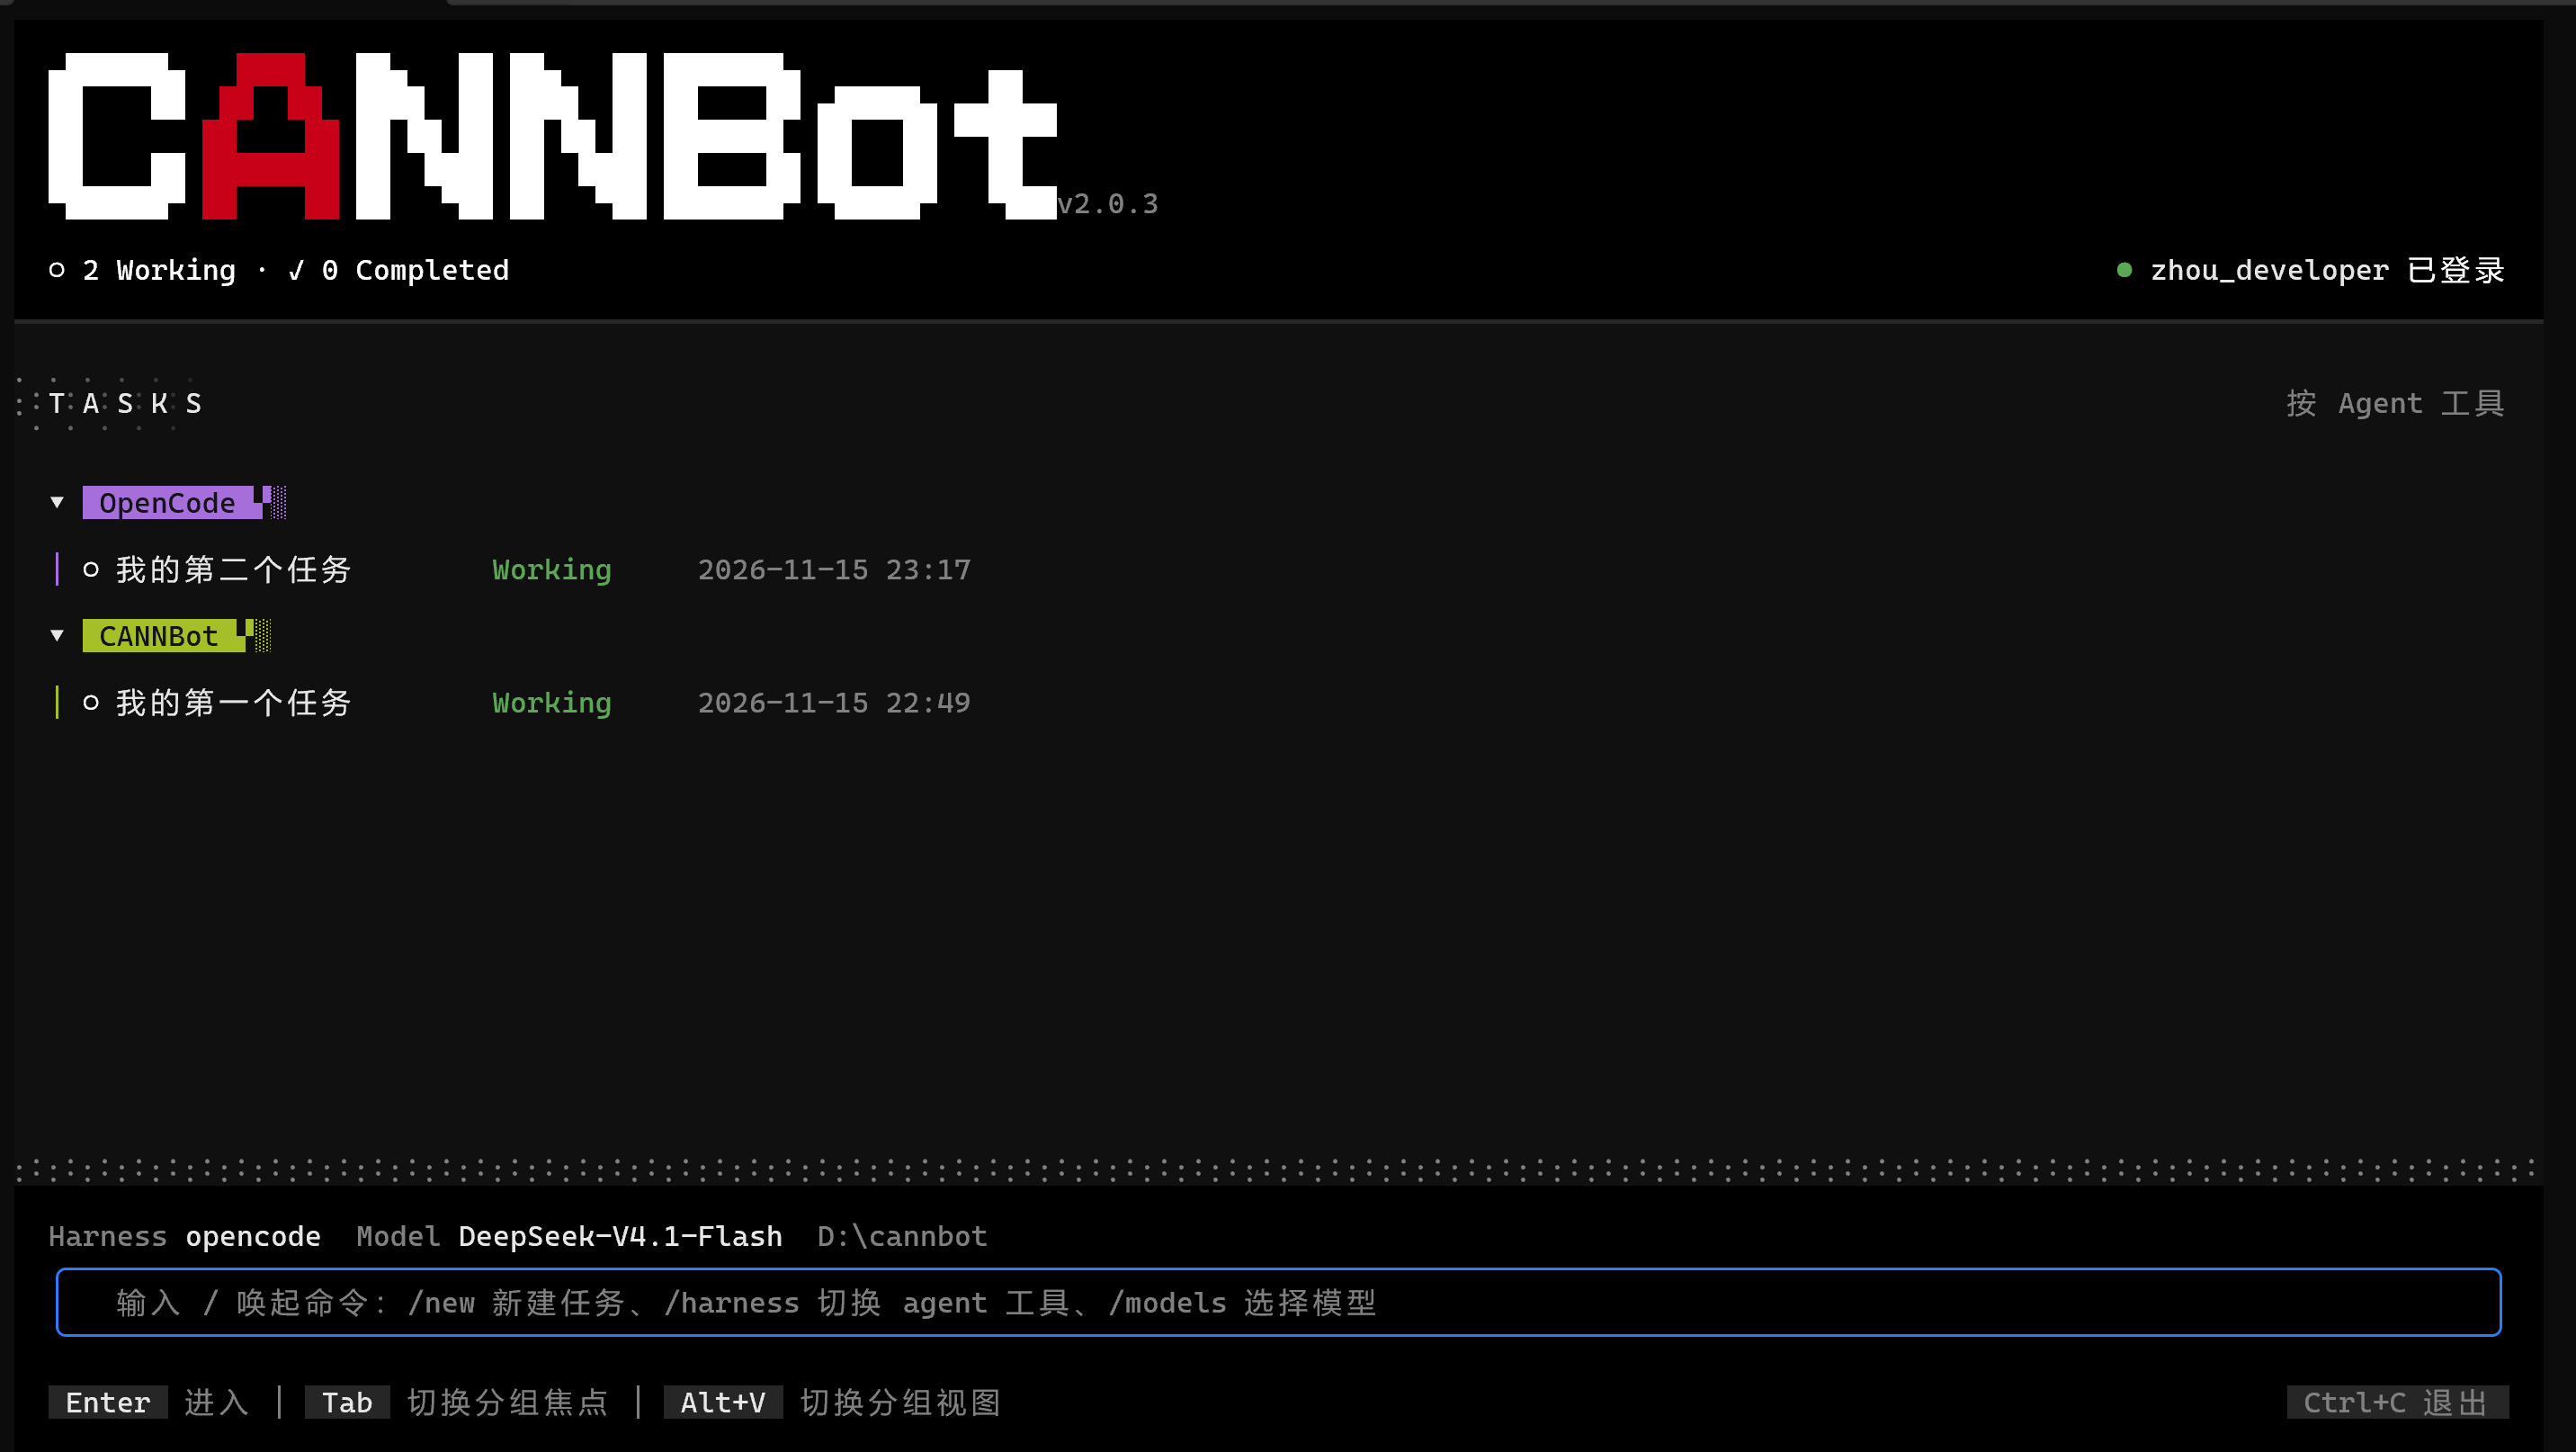 CANNBot v2.0.3
2 Working · ✓ 0 Completed
zhou_developer 已登录
TASKS
按 Agent 工具
▼ OpenCode
我的第二个任务 Working 2026-11-15 23:17
▼ CANNBot
我的第一个任务 Working 2026-11-15 22:49
Harness opencode Model DeepSeek-V4.1-Flash D:\cannbot
输入 / 唤起命令: /new 新建任务、/harness 切换 agent 工具、/models 选择模型
Enter 进入 | Tab 切换分组焦点 | Alt+V 切换分组视图
Ctrl+C 退出